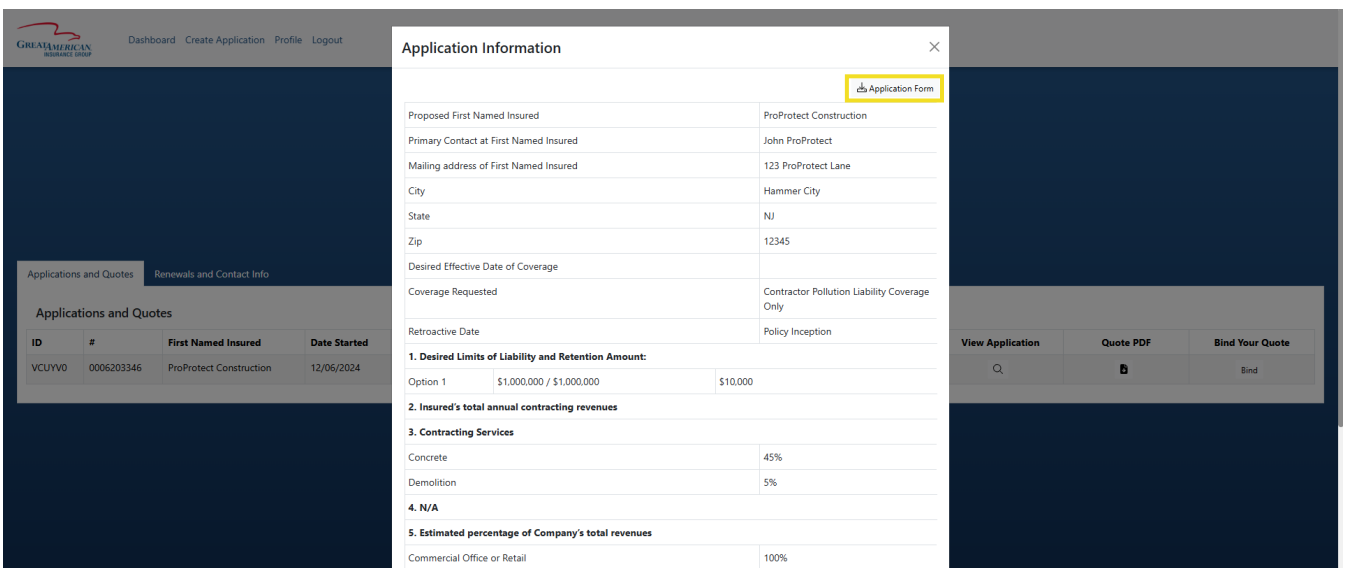 GREATAMERICAN
INSURANCE GROUP
Dashboard Create Application Profile Logout
Application Information
Application Form
Proposed First Named Insured ProProtect Construction
Primary Contact at First Named Insured John ProProtect
Mailing address of First Named Insured 123 ProProtect Lane
City Hammer City
State NJ
Zip 12345
Desired Effective Date of Coverage
Coverage Requested Contractor Pollution Liability Coverage
Only
Retroactive Date Policy Inception
1. Desired Limits of Liability and Retention Amount:
Option 1 $1,000,000 / $1,000,000 $10,000
2. Insured's total annual contracting revenues
3. Contracting Services
Concrete 45%
Demolition 5%
4. N/A
5. Estimated percentage of Company's total revenues
Commercial Office or Retail 100%
Applications and Quotes Renewals and Contact Info
Applications and Quotes
ID # First Named Insured Date Started View Application Quote PDF Bind Your Quote
VCUYV0 0006203346 ProProtect Construction 12/06/2024 Bind